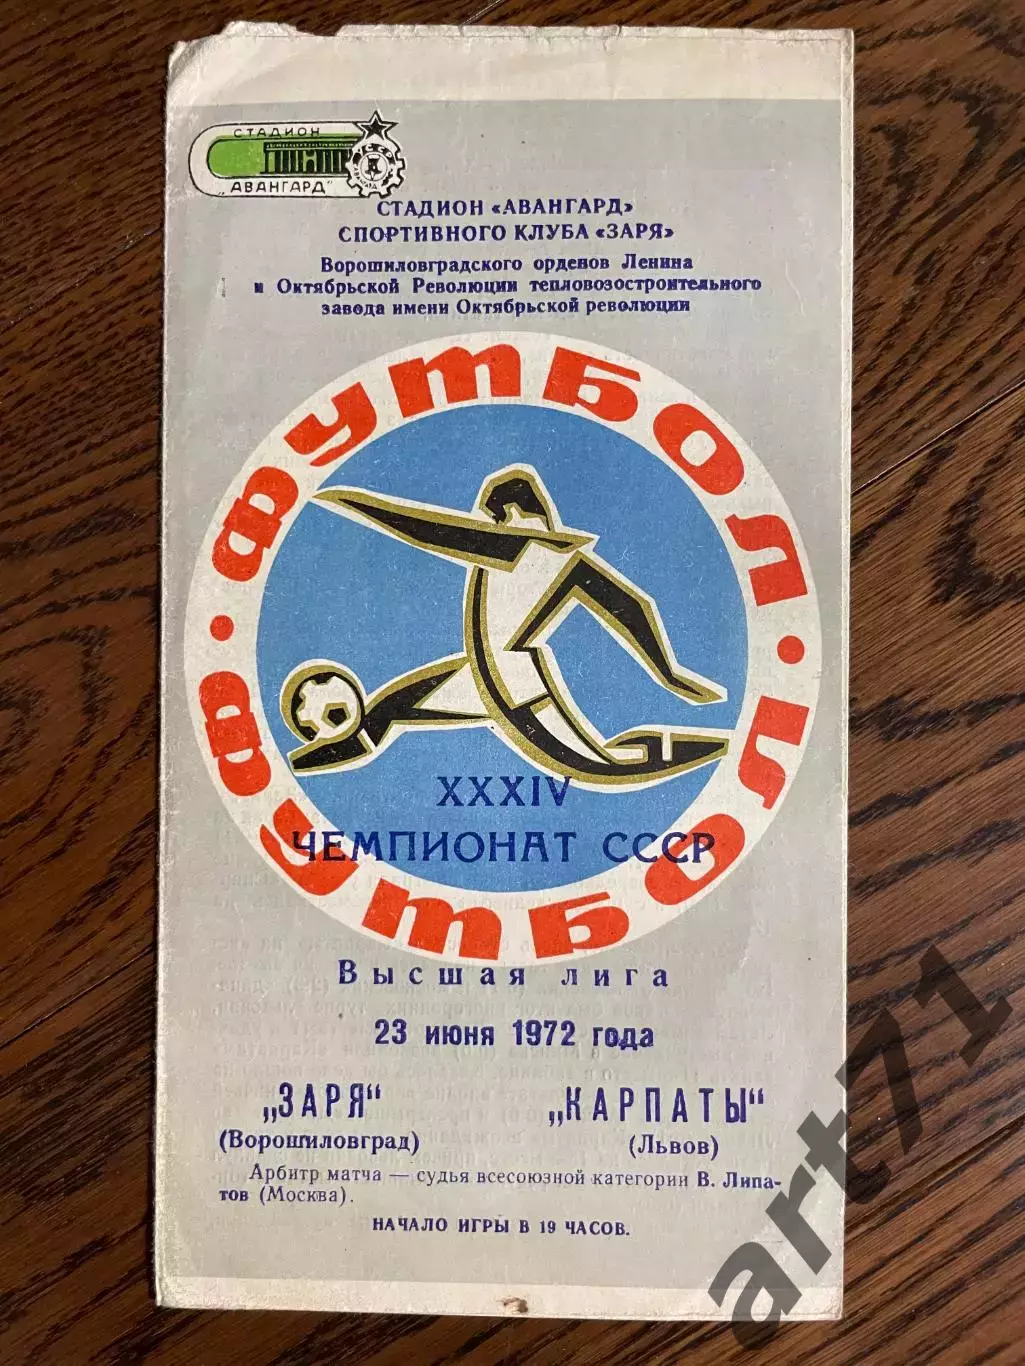 СТАДИОН
„АВАНГАРД"
УССР
АВАНГАРД
СТАДИОН «АВАНГАРД»
СПОРТИВНОГО КЛУБА «ЗАРЯ»
Ворошиловградского орденов Ленина
и Октябрьской Революции тепловозостроительного
завода имени Октябрьской революции
ФУТБОЛ · ФУТБОЛ ·
XXXIV
ЧЕМПИОНАТ СССР
Высшая лига
23 июня 1972 года
„ЗАРЯ" „КАРПАТЫ"
(Ворошиловград) (Львов)
Арбитр матча — судья всесоюзной категории В. Липа-
тов (Москва).
НАЧАЛО ИГРЫ В 19 ЧАСОВ.
art71